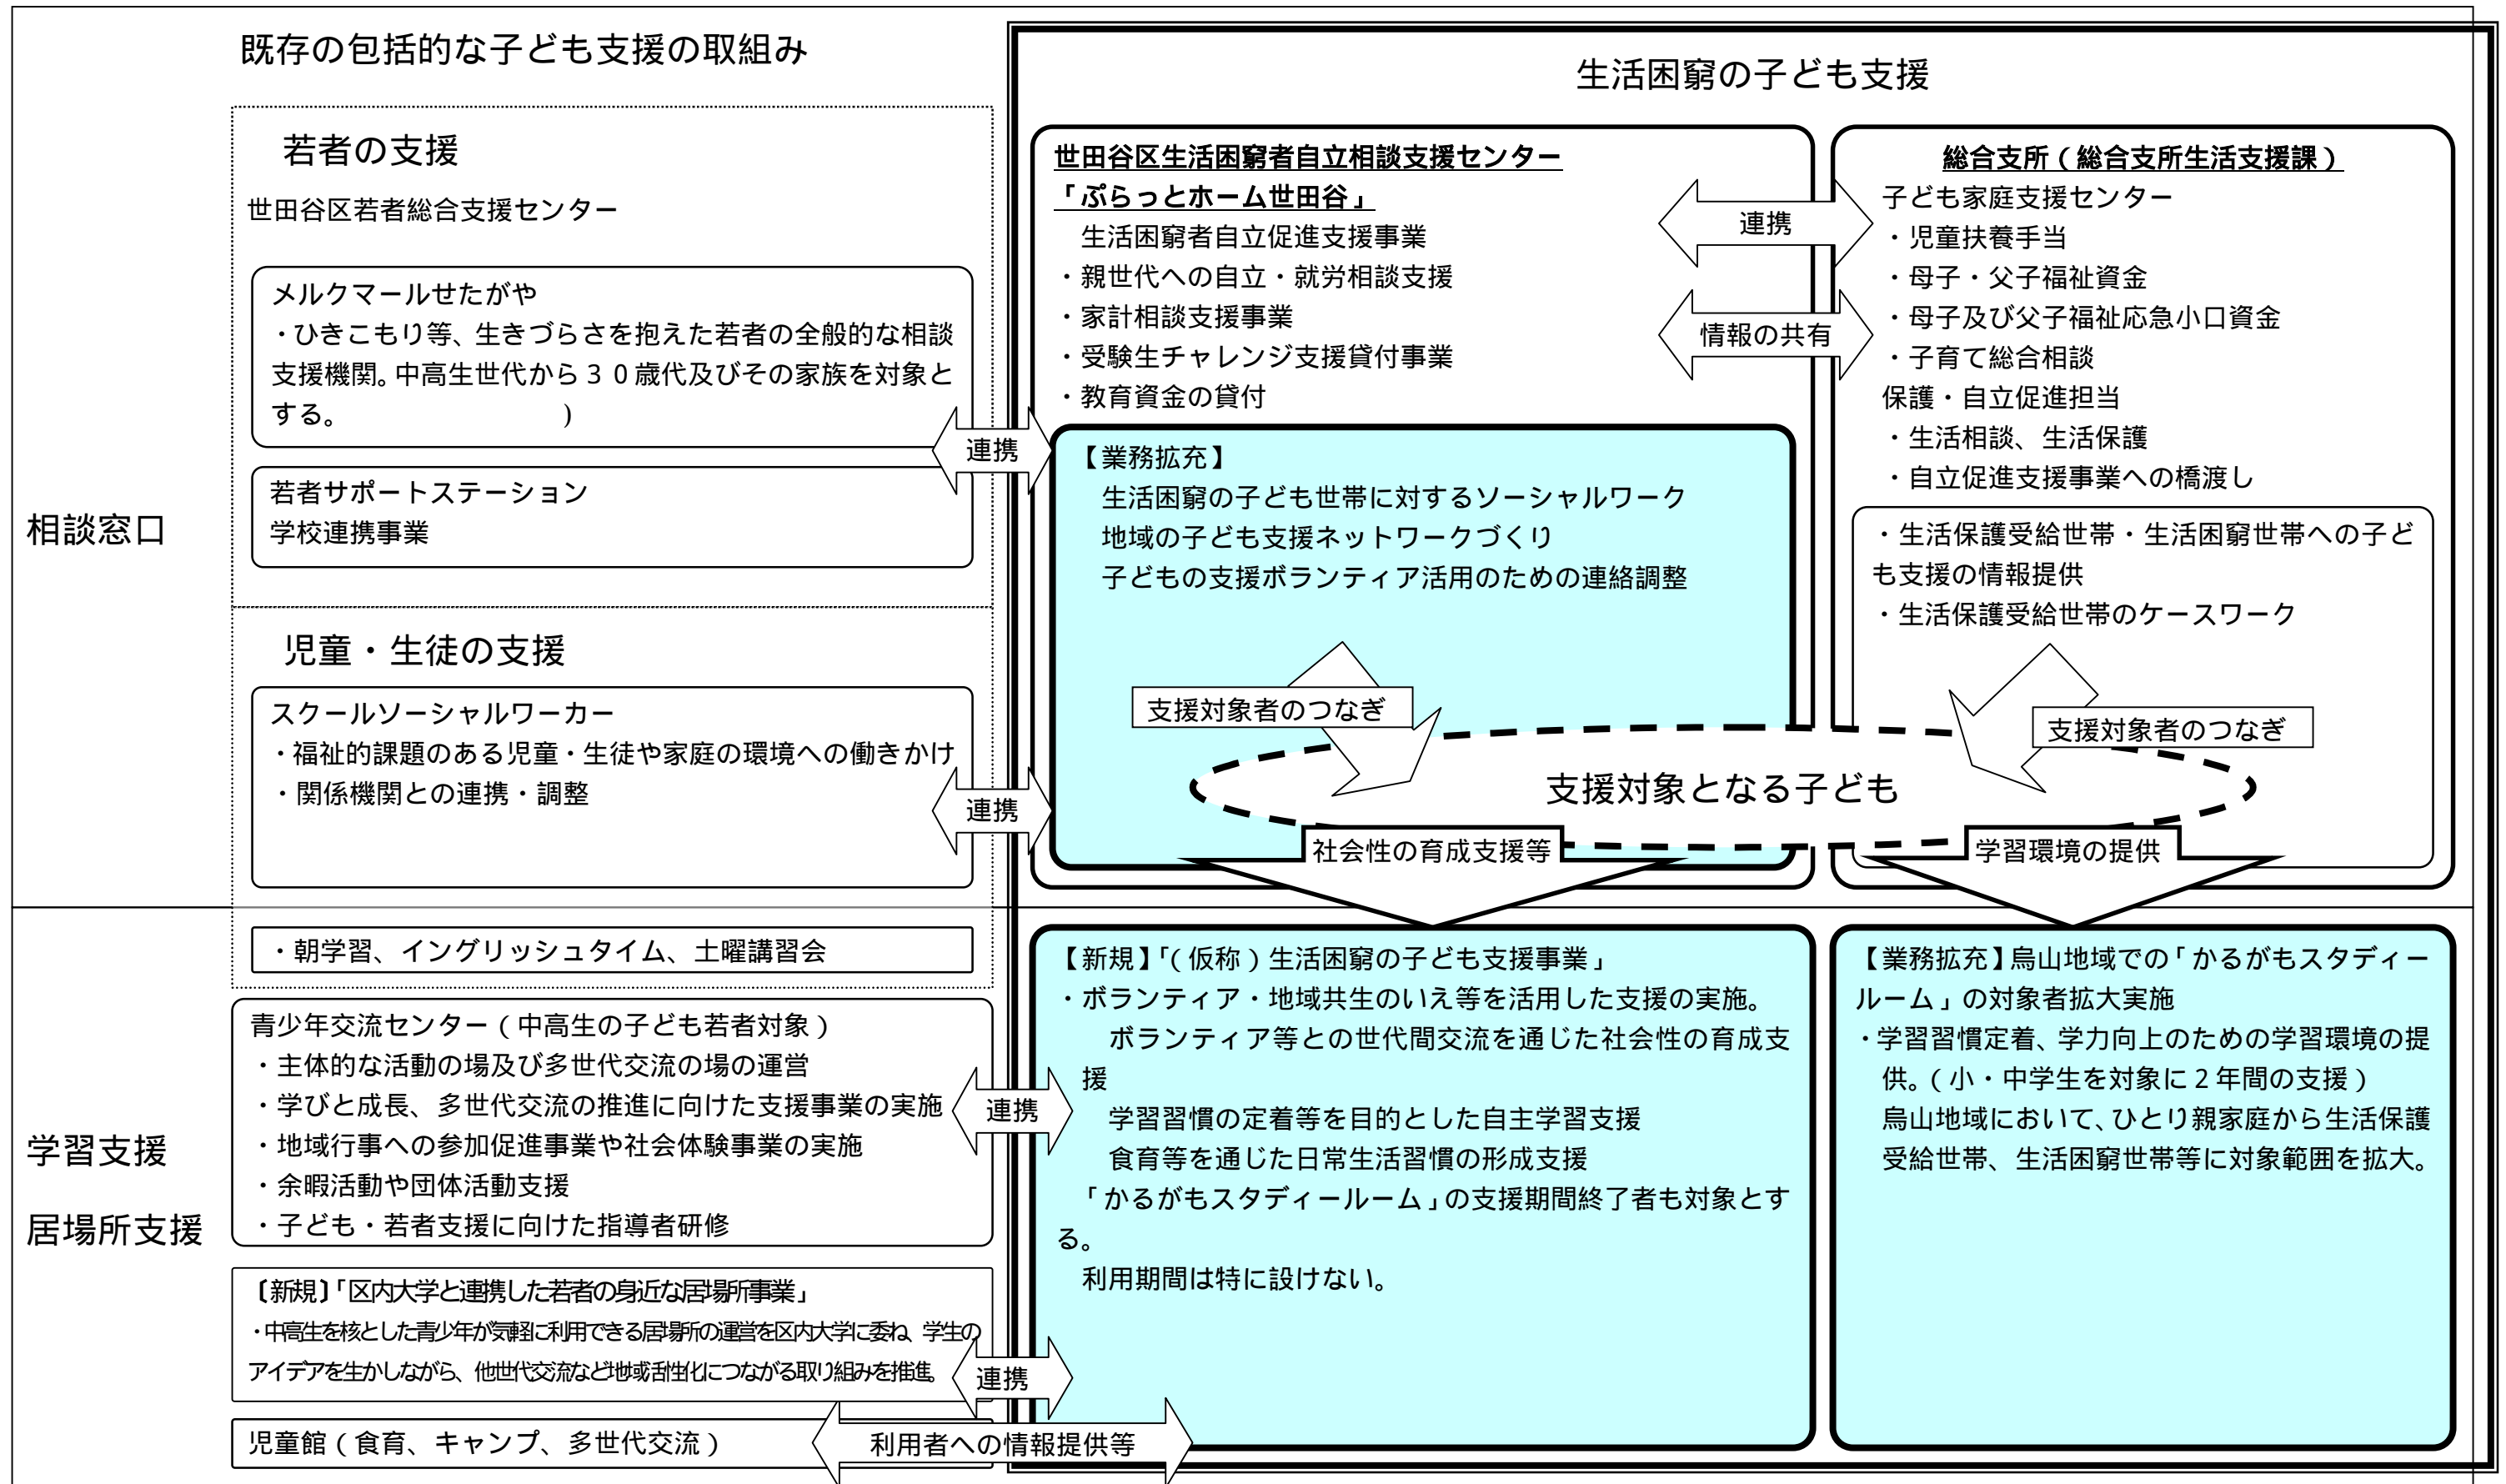 既存の包括的な子ども支援の取組み
若者の支援
世田谷区若者総合支援センター
メルクマールせたがや
・ひきこもり等、生きづらさを抱えた若者の全般的な相談
支援機関。中高生世代から30歳代及びその家族を対象と
する。 )
若者サポートステーション
学校連携事業
連携
相談窓口
児童・生徒の支援
スクールソーシャルワーカー
・福祉的課題のある児童・生徒や家庭の環境への働きかけ
・関係機関との連携・調整
連携
生活困窮の子ども支援
世田谷区生活困窮者自立相談支援センター
「ぷらっとホーム世田谷」
生活困窮者自立促進支援事業
・親世代への自立・就労相談支援
・家計相談支援事業
・受験生チャレンジ支援貸付事業
・教育資金の貸付
連携
情報の共有
【業務拡充】
生活困窮の子ども世帯に対するソーシャルワーク
地域の子ども支援ネットワークづくり
子どもの支援ボランティア活用のための連絡調整
支援対象者のつなぎ
総合支所(総合支所生活支援課)
子ども家庭支援センター
・児童扶養手当
・母子・父子福祉資金
・母子及び父子福祉応急小口資金
・子育て総合相談
保護・自立促進担当
・生活相談、生活保護
・自立促進支援事業への橋渡し
・生活保護受給世帯・生活困窮世帯への子ど
も支援の情報提供
・生活保護受給世帯のケースワーク
支援対象者のつなぎ
支援対象となる子ども
社会性の育成支援等
学習環境の提供
学習支援
居場所支援
・朝学習、イングリッシュタイム、土曜講習会
青少年交流センター(中高生の子ども若者対象)
・主体的な活動の場及び多世代交流の場の運営
・学びと成長、多世代交流の推進に向けた支援事業の実施
・地域行事への参加促進事業や社会体験事業の実施
・余暇活動や団体活動支援
・子ども・若者支援に向けた指導者研修
連携
【新規】「区内大学と連携した若者の身近な居場所事業」
・中高生を核とした青少年が気軽に利用できる居場所の運営を区内大学に委ね、学生の
アイデアを生かしながら、他世代交流など地域活性化につながる取り組みを推進。
連携
児童館(食育、キャンプ、多世代交流)
利用者への情報提供等
【新規】「(仮称)生活困窮の子ども支援事業」
・ボランティア・地域共生のいえ等を活用した支援の実施。
ボランティア等との世代間交流を通じた社会性の育成支
援
学習習慣の定着等を目的とした自主学習支援
食育等を通じた日常生活習慣の形成支援
「かるがもスタディールーム」の支援期間終了者も対象とす
る。
利用期間は特に設けない。
【業務拡充】烏山地域での「かるがもスタディー
ルーム」の対象者拡大実施
・学習習慣定着、学力向上のための学習環境の提
供。(小・中学生を対象に2年間の支援)
烏山地域において、ひとり親家庭から生活保護
受給世帯、生活困窮世帯等に対象範囲を拡大。